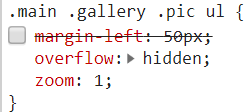 .main .gallery .pic ul {
margin-left: 50px;
overflow: hidden;
zoom: 1;
}